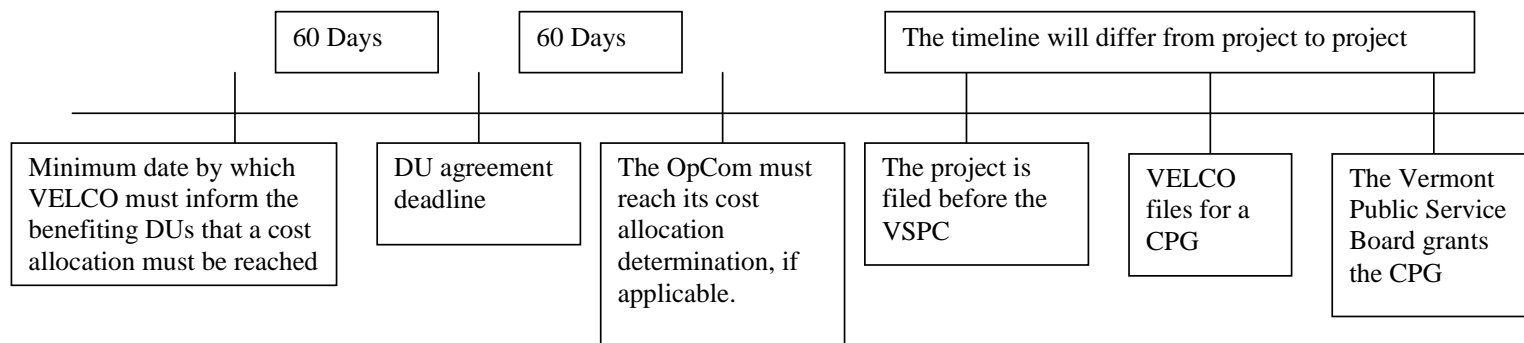 60 Days
60 Days
The timeline will differ from project to project
Minimum date by which
VELCO must inform the
benefiting DUs that a cost
allocation must be reached
DU agreement
deadline
The OpCom must
reach its cost
allocation
determination, if
applicable.
The project is
filed before the
VSPC
VELCO
files for a
CPG
The Vermont
Public Service
Board grants
the CPG